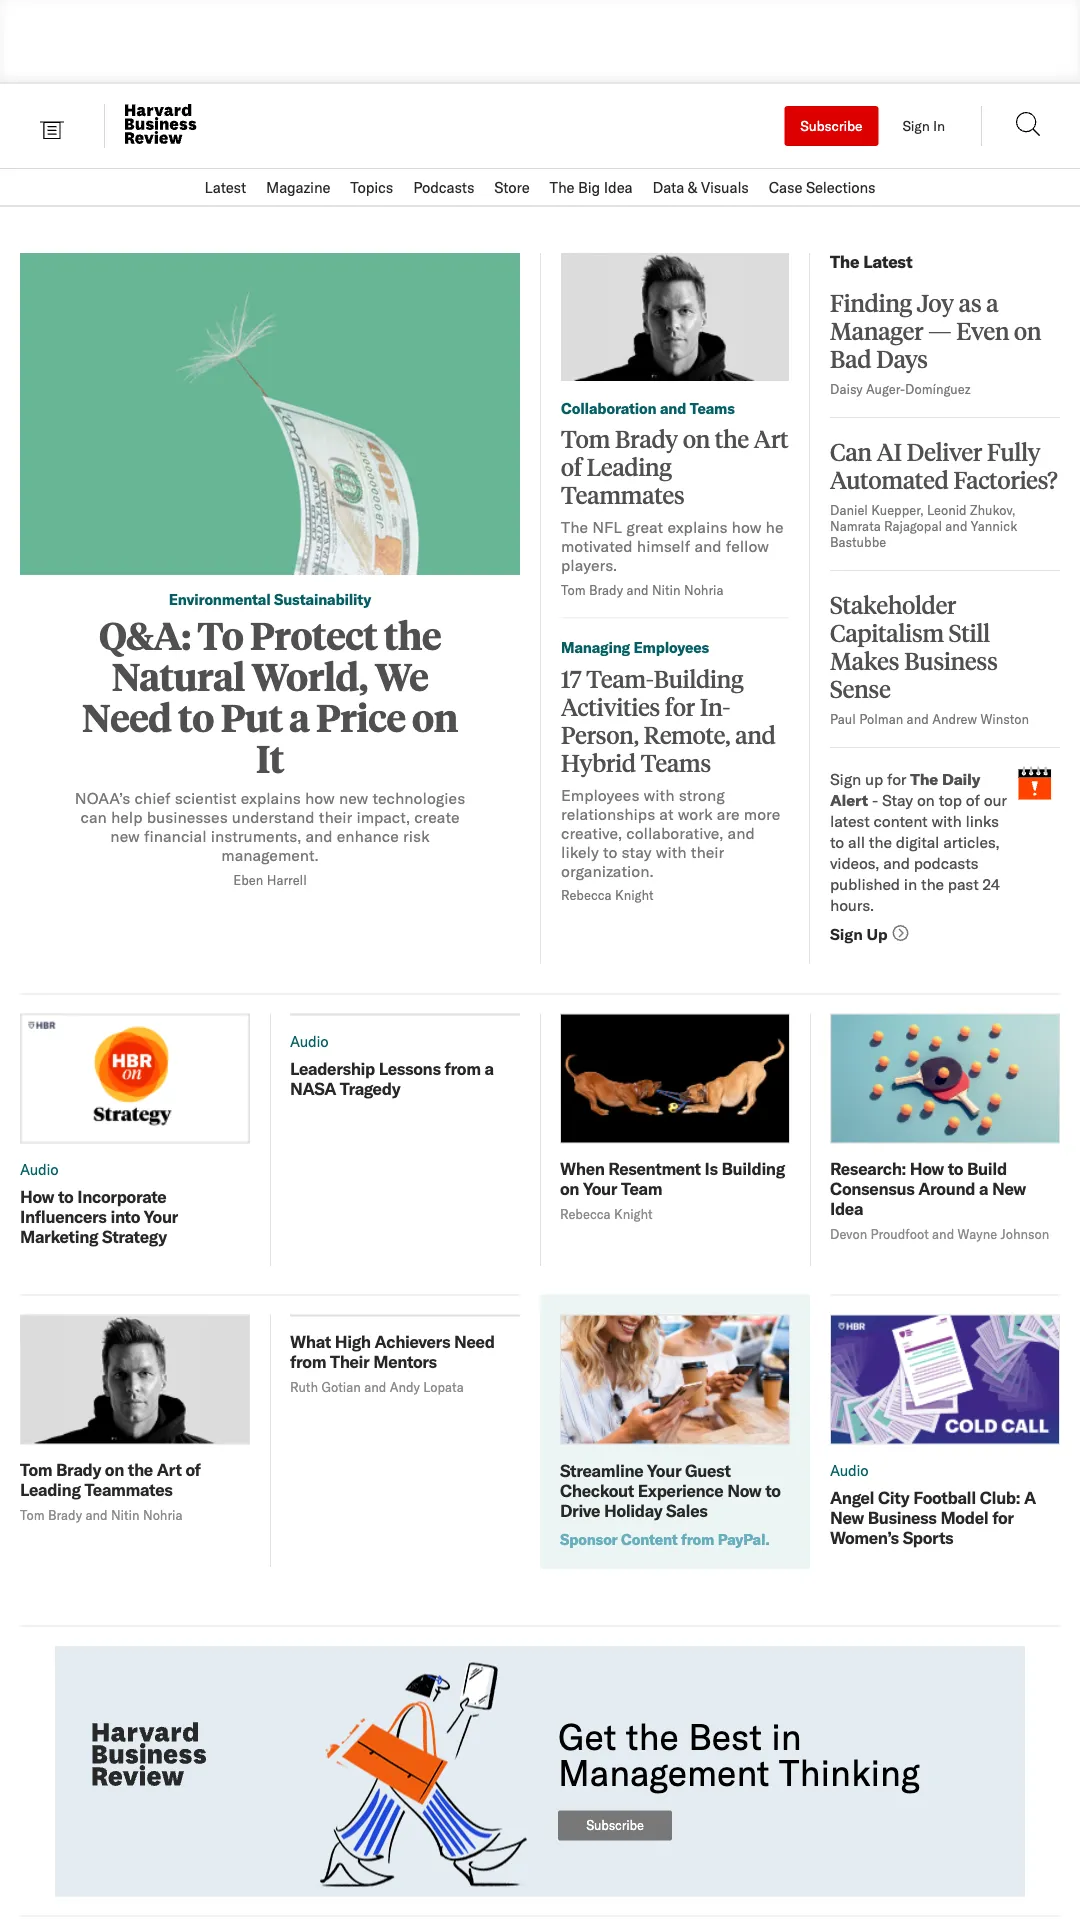 Harvard
Business
Review
Subscribe
Sign In
Latest
Magazine
Topics
Podcasts
Store
The Big Idea
Data & Visuals
Case Selections
Environmental Sustainability
Q&A: To Protect the
Natural World, We
Need to Put a Price on
It
NOAA's chief scientist explains how new technologies
can help businesses understand their impact, create
new financial instruments, and enhance risk
management.
Eben Harrell
Collaboration and Teams
Tom Brady on the Art
of Leading
Teammates
The NFL great explains how he
motivated himself and fellow
players.
Tom Brady and Nitin Nohria
Managing Employees
17 Team-Building
Activities for In-
Person, Remote, and
Hybrid Teams
Employees with strong
relationships at work are more
creative, collaborative, and
likely to stay with their
organization.
Rebecca Knight
The Latest
Finding Joy as a
Manager — Even on
Bad Days
Daisy Auger-Domínguez
Can AI Deliver Fully
Automated Factories?
Daniel Kuepper, Leonid Zhukov,
Namrata Rajagopal and Yannick
Bastubbe
Stakeholder
Capitalism Still
Makes Business
Sense
Paul Polman and Andrew Winston
Sign up for The Daily
Alert - Stay on top of our
latest content with links
to all the digital articles,
videos, and podcasts
published in the past 24
hours.
Sign Up
HBR
HBR
on
Strategy
Audio
How to Incorporate
Influencers into Your
Marketing Strategy
Audio
Leadership Lessons from a
NASA Tragedy
When Resentment Is Building
on Your Team
Rebecca Knight
Research: How to Build
Consensus Around a New
Idea
Devon Proudfoot and Wayne Johnson
Tom Brady on the Art of
Leading Teammates
Tom Brady and Nitin Nohria
What High Achievers Need
from Their Mentors
Ruth Gotian and Andy Lopata
Streamline Your Guest
Checkout Experience Now to
Drive Holiday Sales
Sponsor Content from PayPal.
HBR
COLD CALL
Audio
Angel City Football Club: A
New Business Model for
Women's Sports
Harvard
Business
Review
Get the Best in
Management Thinking
Subscribe